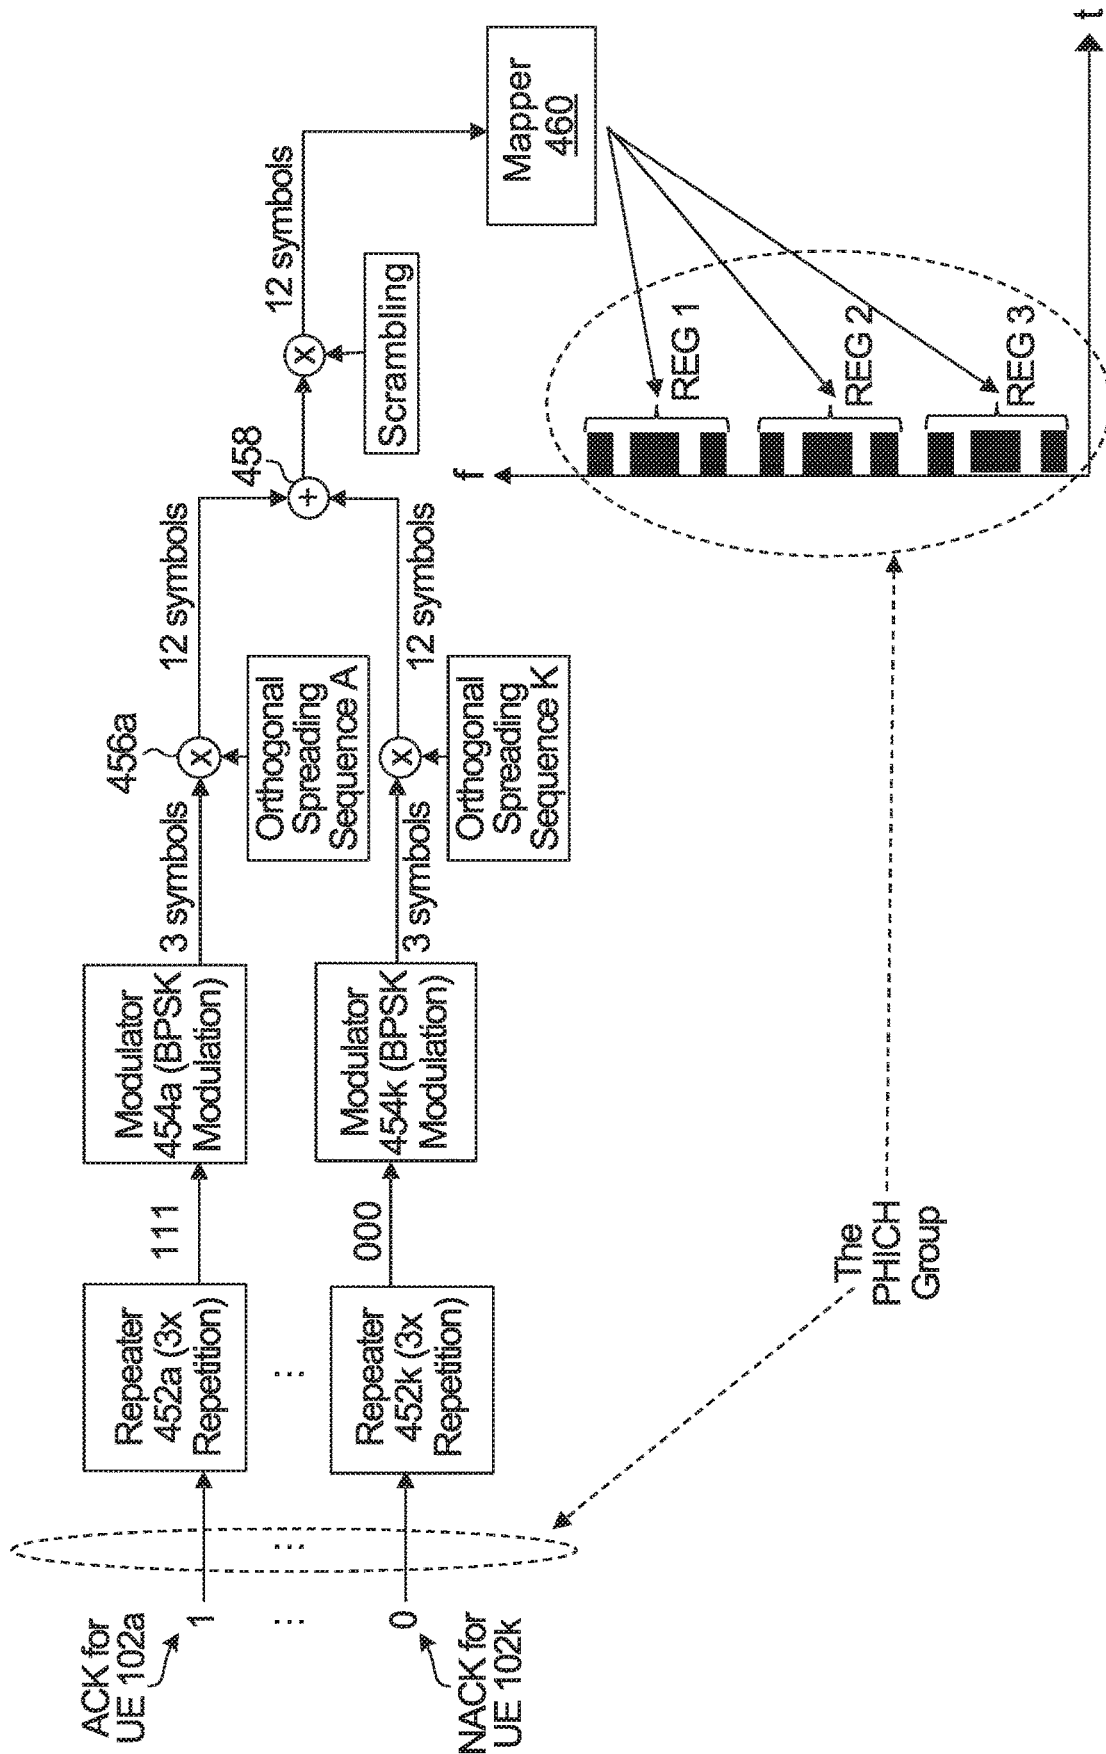 ACK for
UE 102a
1
...
0
NACK for
UE 102k
...
Repeater
452a (3x
Repetition)
...
Repeater
452k (3x
Repetition)
111
000
Modulator
454a (BPSK
Modulation)
Modulator
454k (BPSK
Modulation)
3 symbols
3 symbols
456a
X
Orthogonal
Spreading
Sequence A
X
Orthogonal
Spreading
Sequence K
12 symbols
12 symbols
458
+
X
Scrambling
12 symbols
Mapper
460
f
REG 1
REG 2
REG 3
t
The
PHICH
Group